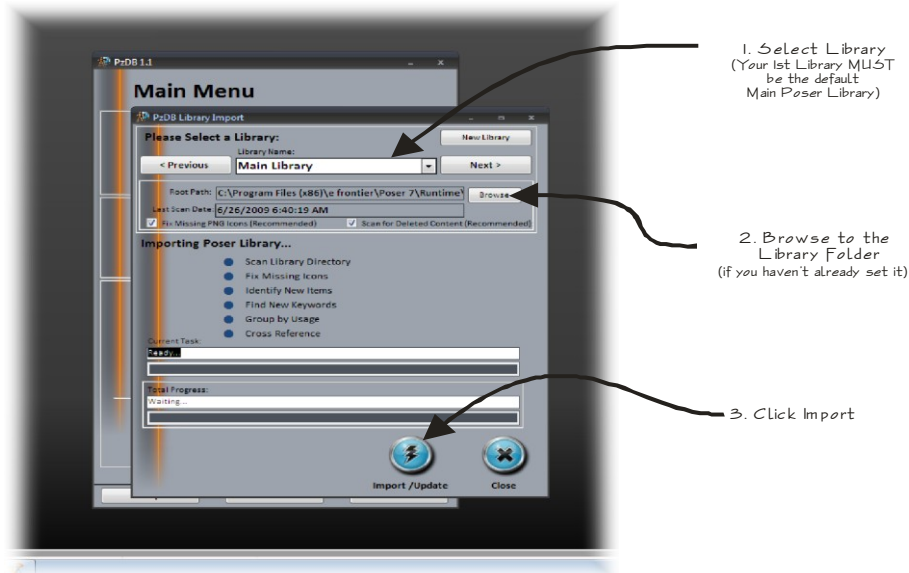 PzDB 1.1
Main Menu
PzDB Library Import
Please Select a Library:
New Library
Library Name:
< Previous
Main Library
Next >
Root Path:
C:\Program Files (x86)\e frontier\Poser 7\Runtime\
Browse
Last Scan Date:
6/26/2009 6:40:19 AM
Fix Missing PNG Icons (Recommended)
Scan for Deleted Content (Recommended)
Importing Poser Library...
Scan Library Directory
Fix Missing Icons
Identify New Items
Find New Keywords
Group by Usage
Cross Reference
Current Task:
Ready...
Total Progress:
Waiting...
Import /Update
Close
1. Select Library
(Your 1st Library MUST
be the default
Main Poser Library)
2. Browse to the
Library Folder
(if you haven't already set it)
3. Click Import